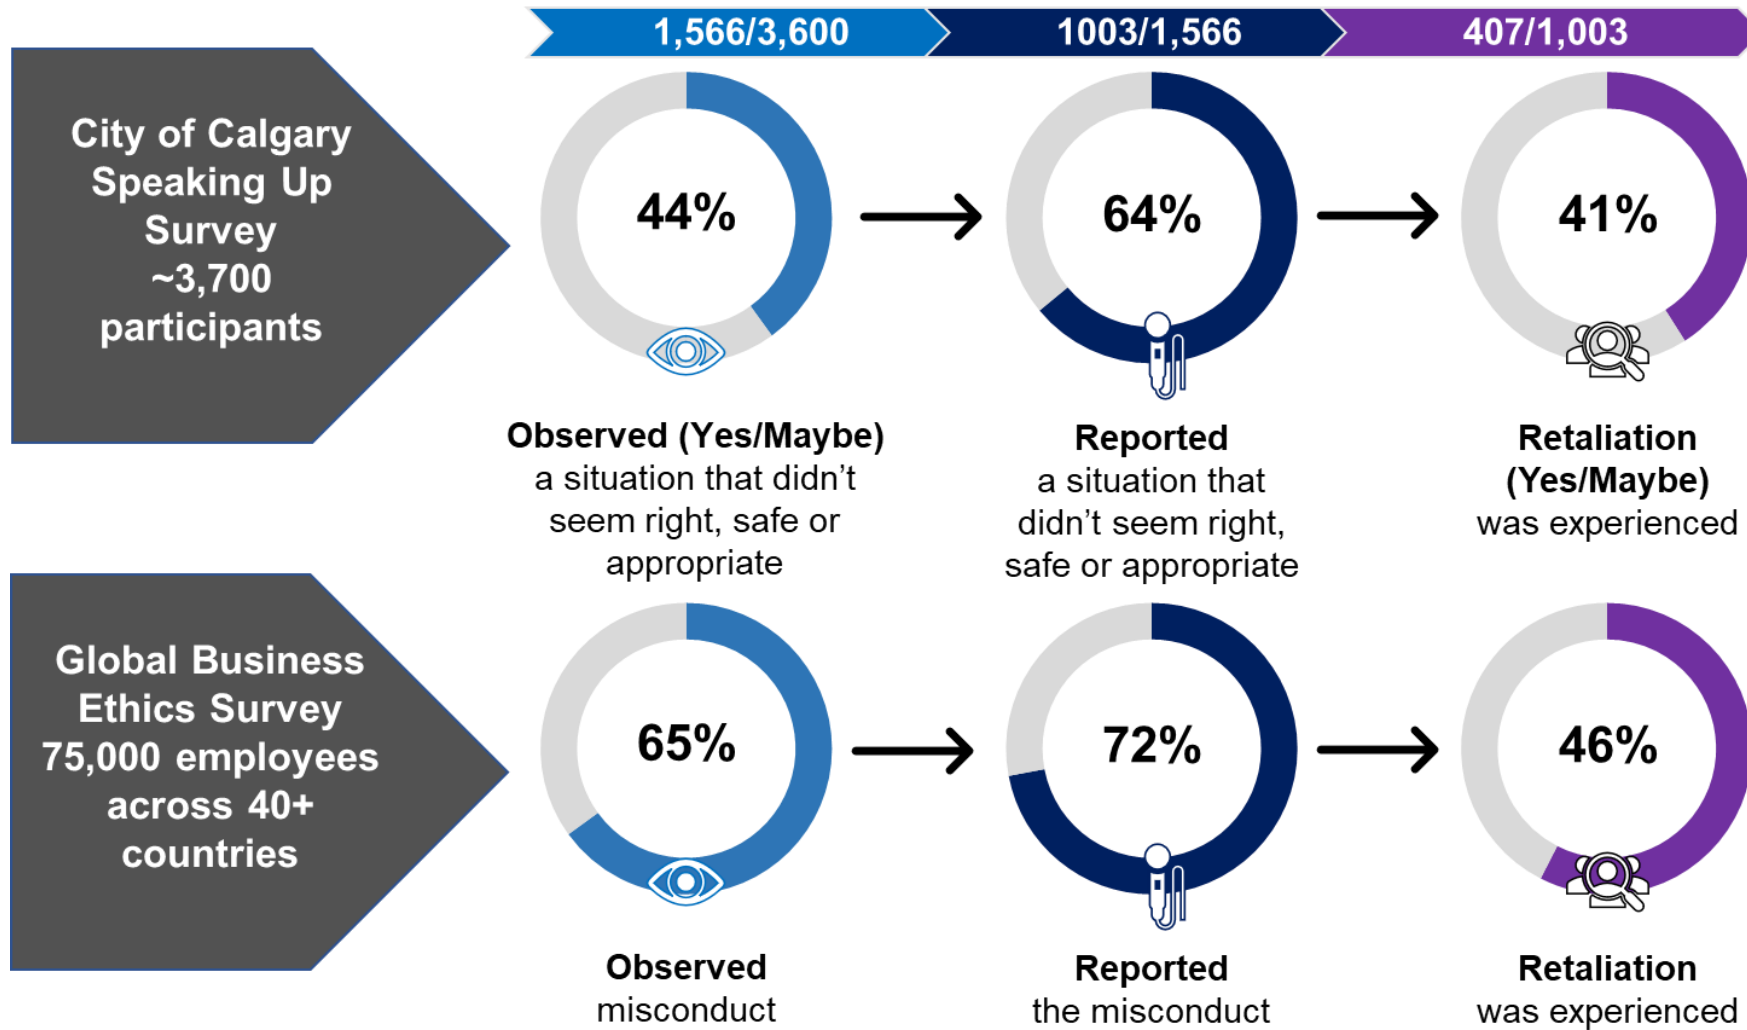 1,566/3,600
1003/1,566
407/1,003
City of Calgary
Speaking Up
Survey
~3,700
participants
44%
64%
41%
Observed (Yes/Maybe)
a situation that didn’t
seem right, safe or
appropriate
Reported
a situation that
didn’t seem right,
safe or appropriate
Retaliation
(Yes/Maybe)
was experienced
Global Business
Ethics Survey
75,000 employees
across 40+
countries
65%
72%
46%
Observed
misconduct
Reported
the misconduct
Retaliation
was experienced